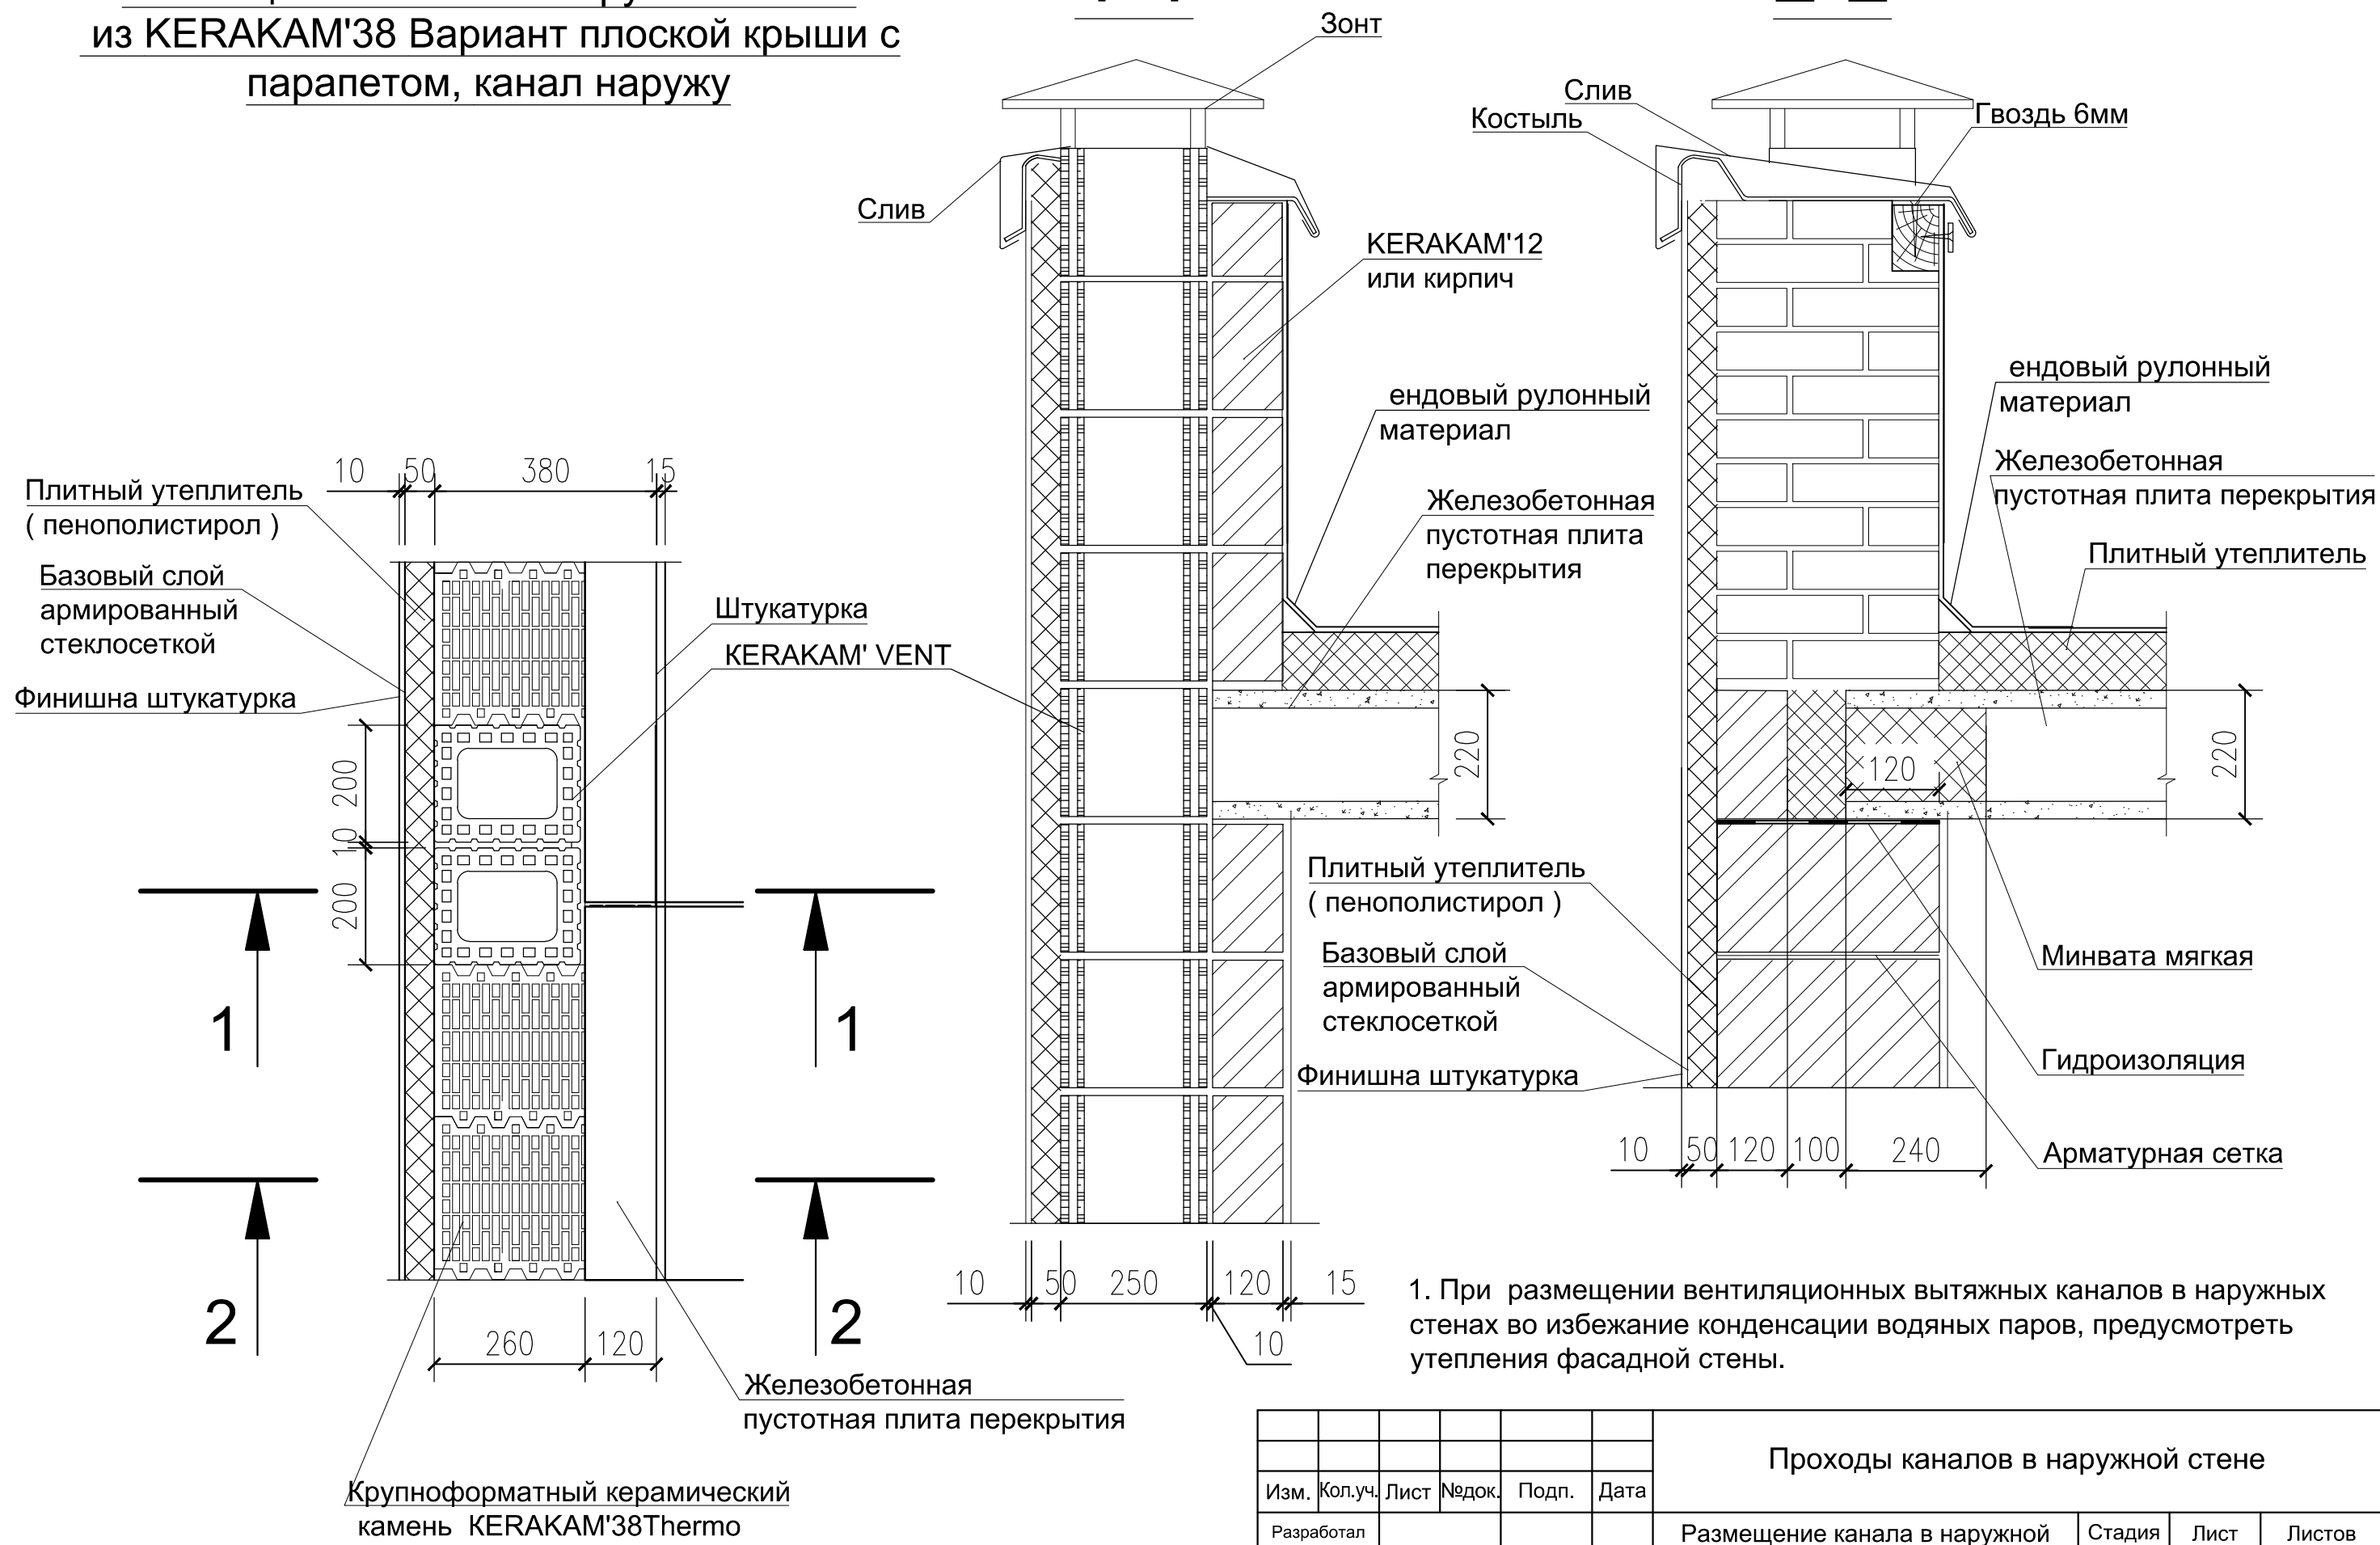 из KERAKAM'38 Вариант плоской крыши с
парапетом, канал наружу
Зонт
Слив
Слив
Костыль
Гвоздь 6мм
KERAKAM'12
или кирпич
ендовый рулонный
материал
Железобетонная
пустотная плита
перекрытия
ендовый рулонный
материал
Железобетонная
пустотная плита перекрытия
Плитный утеплитель
10 50 380 15
Плитный утеплитель
( пенополистирол )
Базовый слой
армированный
стеклосеткой
Финишна штукатурка
Штукатурка
KERAKAM' VENT
200
10
200
1 1
2 2
260 120
Железобетонная
пустотная плита перекрытия
Крупноформатный керамический
камень KERAKAM'38Thermo
220
10 50 250 120 15
10
220
120
Плитный утеплитель
( пенополистирол )
Базовый слой
армированный
стеклосеткой
Финишна штукатурка
Минвата мягкая
Гидроизоляция
Арматурная сетка
10 50 120 100 240
1. При размещении вентиляционных вытяжных каналов в наружных
стенах во избежание конденсации водяных паров, предусмотреть
утепления фасадной стены.
Проходы каналов в наружной стене
Изм. Кол.уч. Лист №док. Подп. Дата
Разработал
Размещение канала в наружной
Стадия Лист Листов